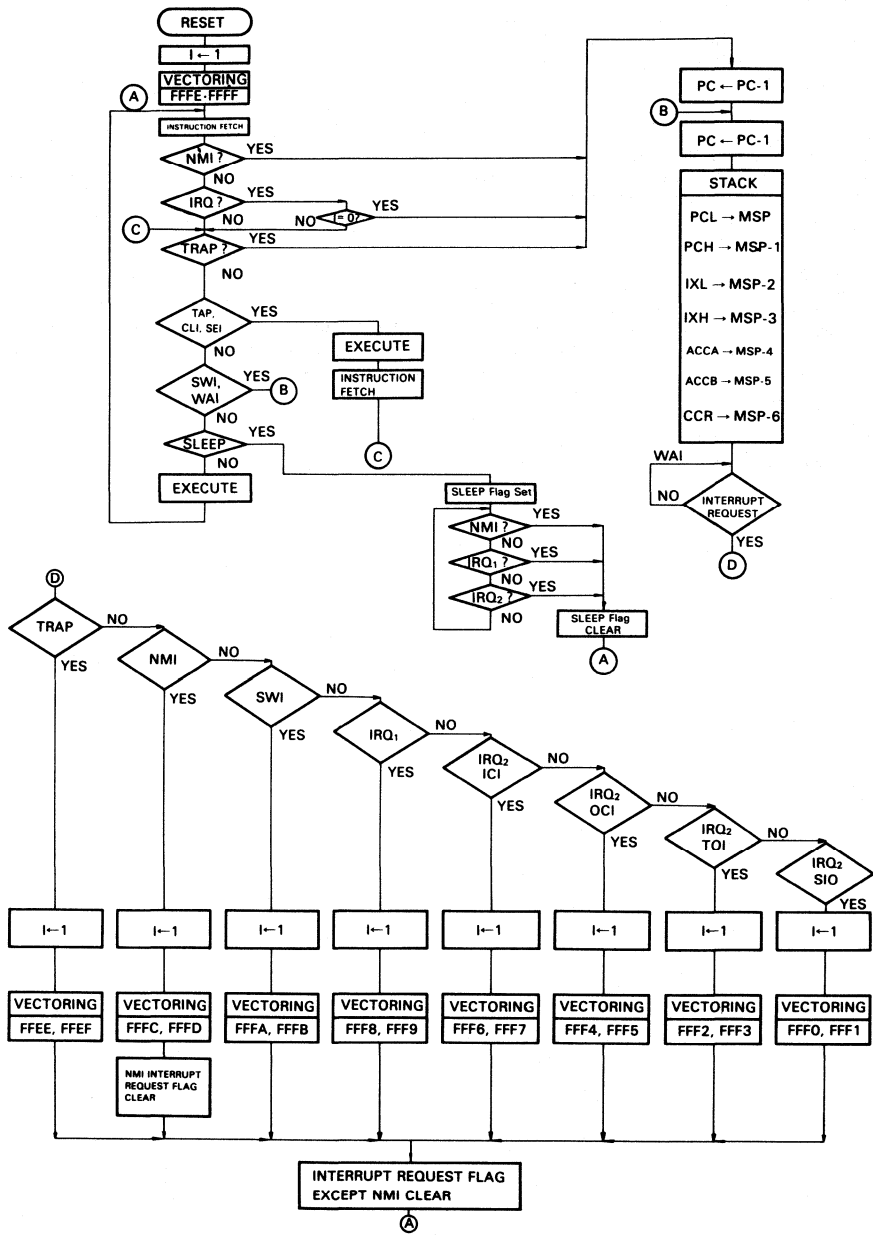 RESET
I ← 1
VECTORING
FFFE·FFFF
A
INSTRUCTION FETCH
NMI ?
YES
NO
IRQ ?
YES
NO
I = 0?
YES
NO
C
TRAP ?
YES
NO
TAP,
CLI, SEI
YES
NO
EXECUTE
INSTRUCTION
FETCH
C
SWI,
WAI
YES
B
NO
SLEEP
YES
NO
EXECUTE
SLEEP Flag Set
NMI ?
YES
NO
IRQ₁ ?
YES
NO
IRQ₂ ?
YES
NO
SLEEP Flag
CLEAR
A
PC ← PC-1
B
PC ← PC-1
STACK
PCL → MSP
PCH → MSP-1
IXL → MSP-2
IXH → MSP-3
ACCA → MSP-4
ACCB → MSP-5
CCR → MSP-6
WAI
NO
INTERRUPT
REQUEST
YES
D
D
TRAP
NO
YES
NMI
NO
YES
SWI
NO
YES
IRQ₁
NO
YES
IRQ₂
ICI
NO
YES
IRQ₂
OCI
NO
YES
IRQ₂
TOI
NO
YES
IRQ₂
SIO
YES
I←1
I←1
I←1
I←1
I←1
I←1
I←1
I←1
VECTORING
FFEE, FFEF
VECTORING
FFFC, FFFD
VECTORING
FFFA, FFFB
VECTORING
FFF8, FFF9
VECTORING
FFF6, FFF7
VECTORING
FFF4, FFF5
VECTORING
FFF2, FFF3
VECTORING
FFF0, FFF1
NMI INTERRUPT
REQUEST FLAG
CLEAR
INTERRUPT REQUEST FLAG
EXCEPT NMI CLEAR
A